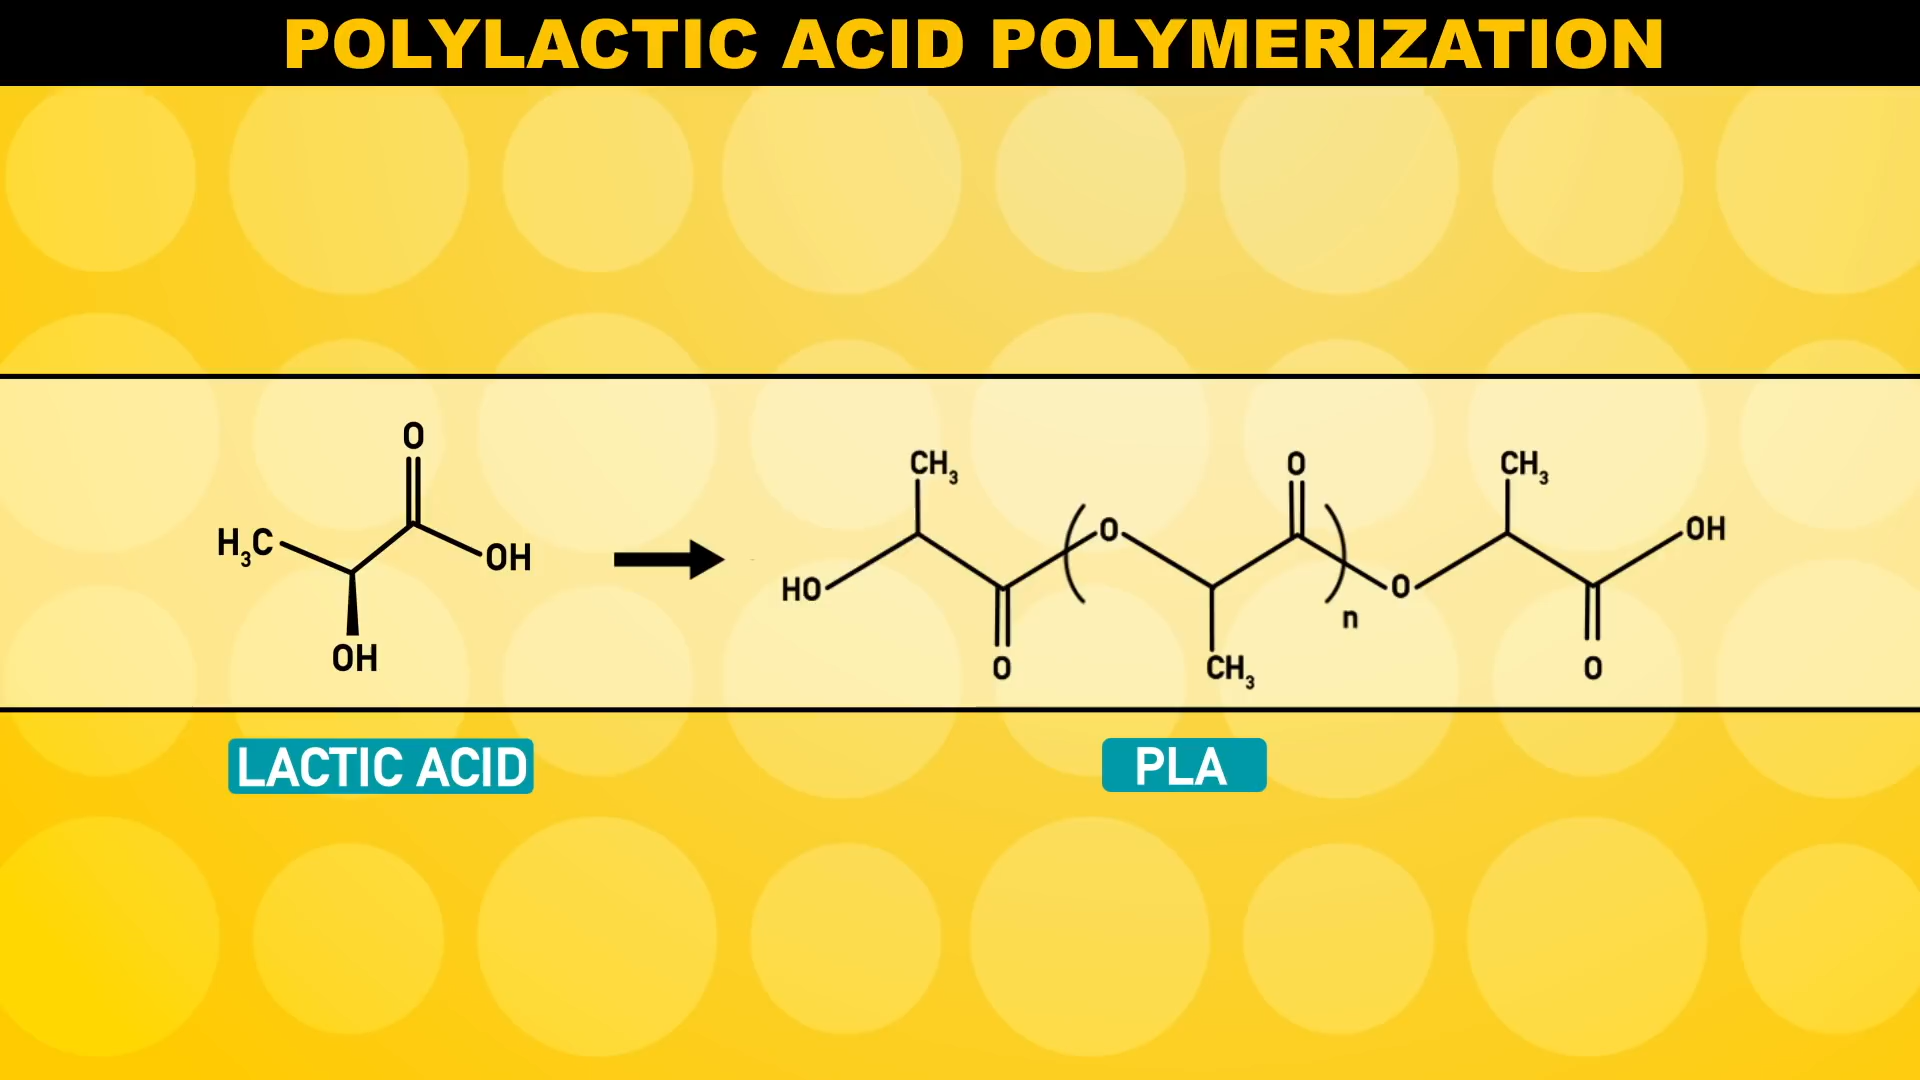 POLYLACTIC ACID POLYMERIZATION
O
H₃C
OH
OH
CH₃
O
CH₃
O
OH
HO
O
n
O
CH₃
O
LACTIC ACID
PLA